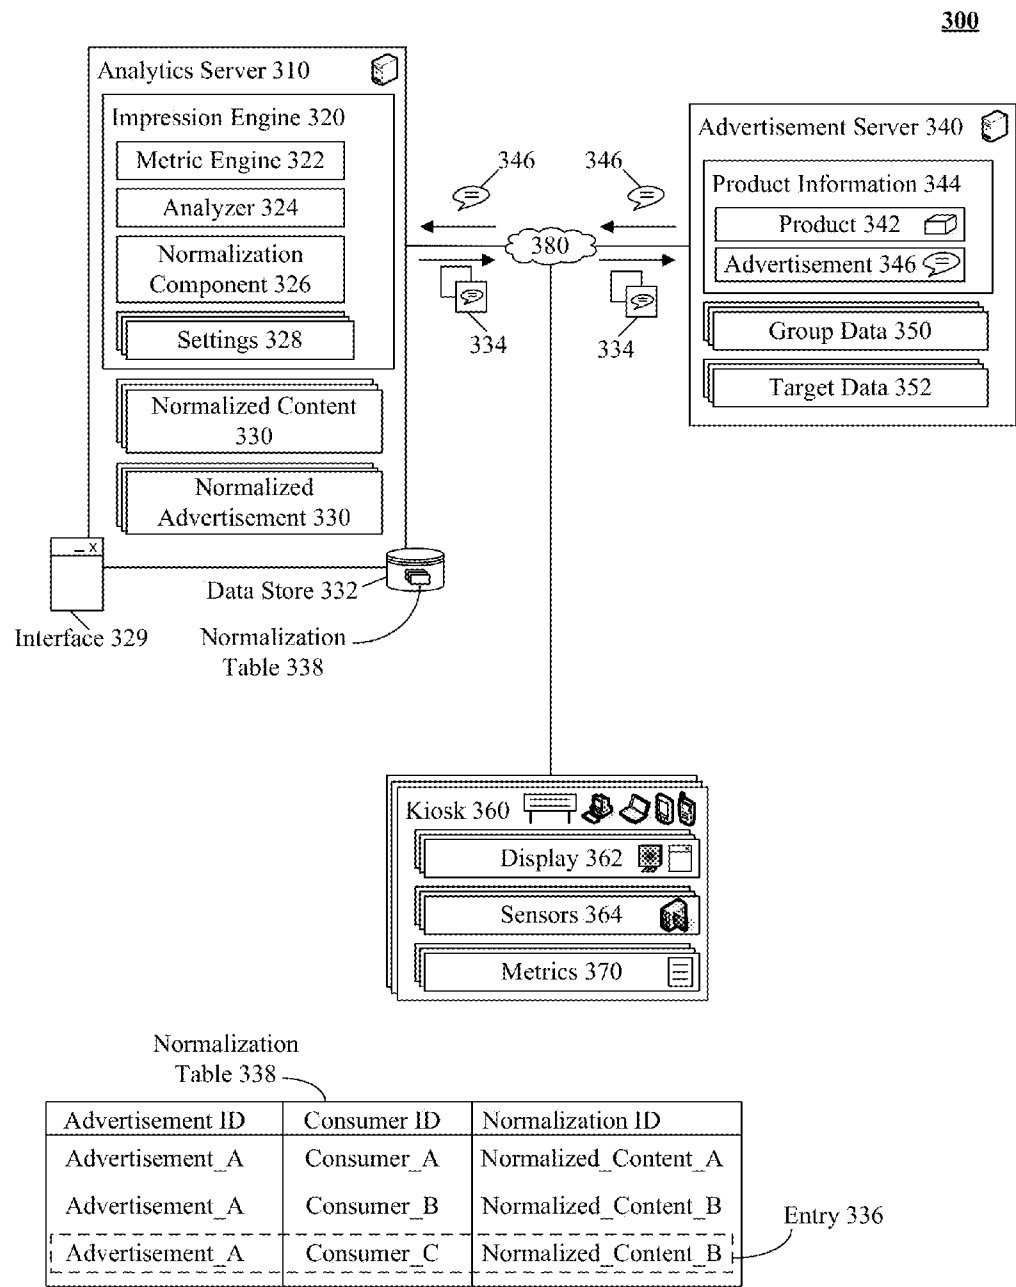 300
Analytics Server 310
Impression Engine 320
Metric Engine 322
Analyzer 324
Normalization
Component 326
Settings 328
Normalized Content
330
Normalized
Advertisement 330
Data Store 332
Interface 329
Normalization
Table 338
346
346
380
334
334
Advertisement Server 340
Product Information 344
Product 342
Advertisement 346
Group Data 350
Target Data 352
Kiosk 360
Display 362
Sensors 364
Metrics 370
Normalization
Table 338
Advertisement ID Consumer ID Normalization ID
Advertisement_A Consumer_A Normalized_Content_A
Advertisement_A Consumer_B Normalized_Content_B
Advertisement_A Consumer_C Normalized_Content_B
Entry 336